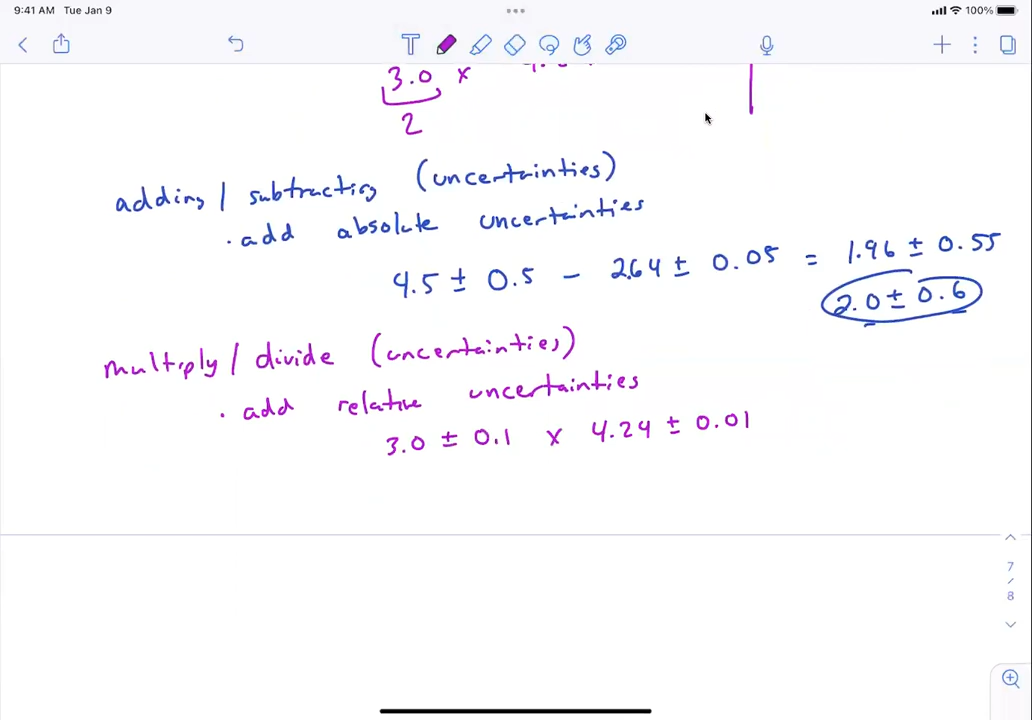 9:41 AM Tue Jan 9
100%
T
3.0 x
2
adding / subtracting (uncertainties)
· add absolute uncertainties
4.5 ± 0.5 - 2.64 ± 0.05 = 1.96 ± 0.55
2.0 ± 0.6
multiply / divide (uncertainties)
· add relative uncertainties
3.0 ± 0.1 x 4.24 ± 0.01
7
/
8